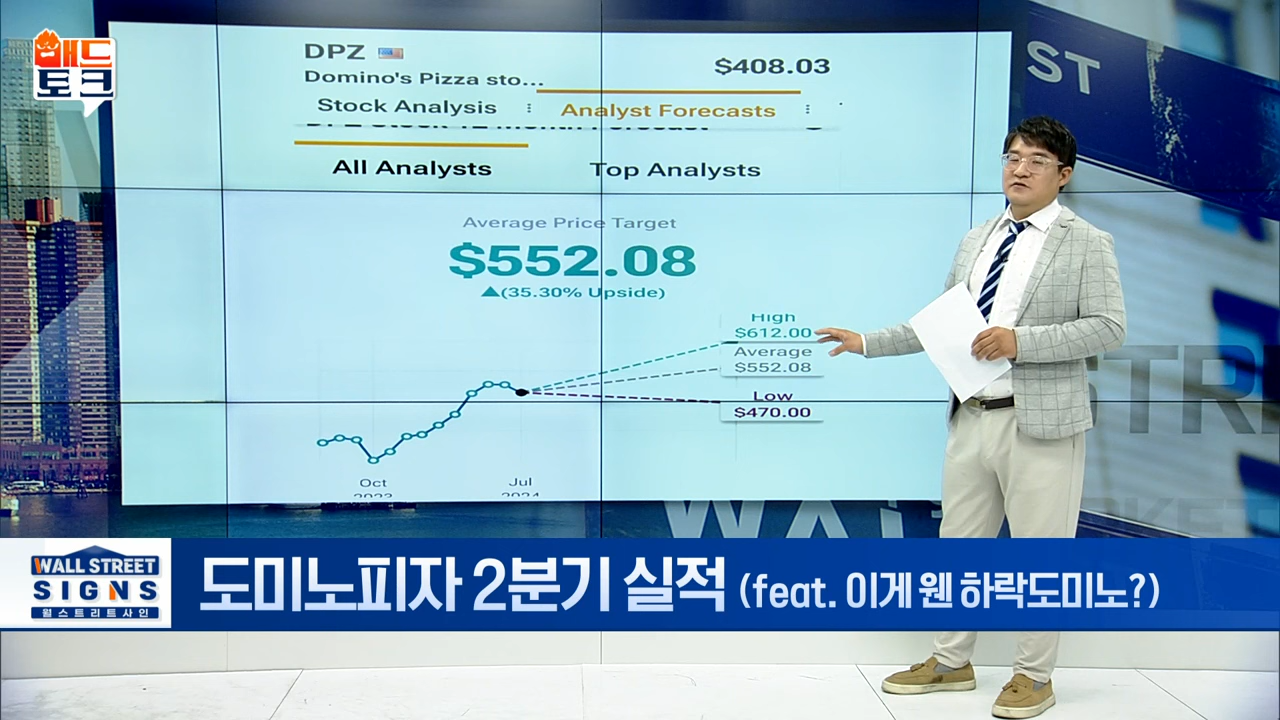 매드
토크
DPZ
$408.03
Domino's Pizza sto...
Stock Analysis
Analyst Forecasts
All Analysts
Top Analysts
Average Price Target
$552.08
▲(35.30% Upside)
High
$612.00
Average
$552.08
Low
$470.00
Oct
2023
Jul
2024
ST
STRE
WALL STREET
SIGNS
월스트리트사인
도미노피자 2분기 실적 (feat. 이게 웬 하락도미노?)